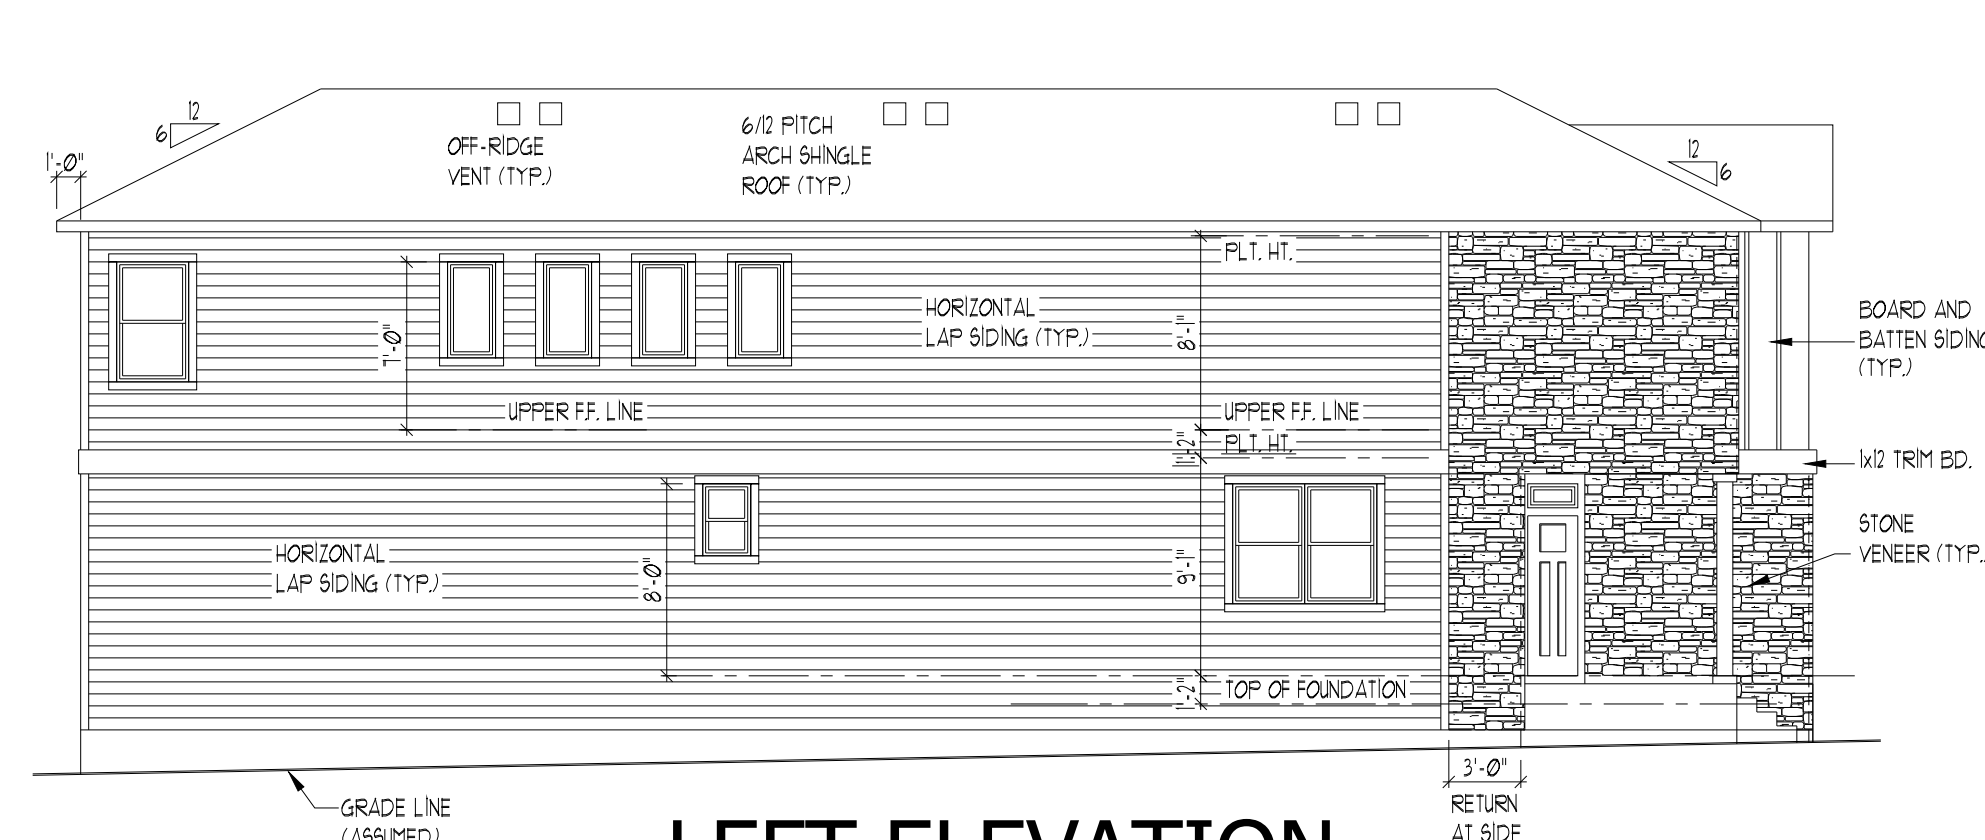 12
6
1'-0"
OFF-RIDGE
VENT (TYP.)
6/12 PITCH
ARCH SHINGLE
ROOF (TYP.)
12
6
PLT. HT.
HORIZONTAL
LAP SIDING (TYP.)
8'-1"
7'-0"
BOARD AND
BATTEN SIDING
(TYP.)
UPPER F.F. LINE
UPPER F.F. LINE
1'-2"
PLT. HT.
1x12 TRIM BD.
STONE
VENEER (TYP.
HORIZONTAL
LAP SIDING (TYP.)
8'-0"
9'-1"
1'-2"
TOP OF FOUNDATION
3'-0"
RETURN
AT SIDE
GRADE LINE
(ASSUMED)
LEFT ELEVATION